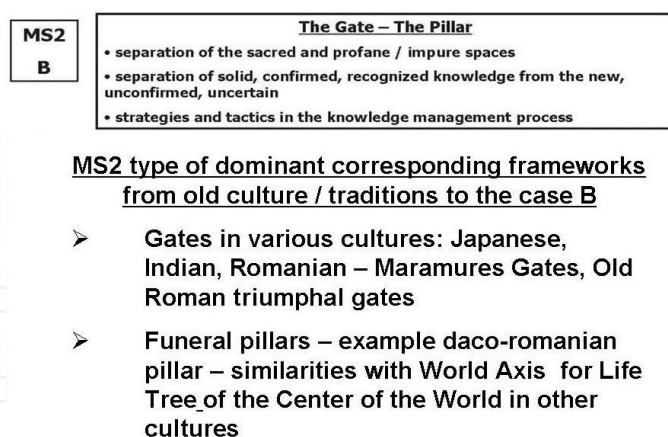 MS2
B
The Gate – The Pillar
• separation of the sacred and profane / impure spaces
• separation of solid, confirmed, recognized knowledge from the new,
unconfirmed, uncertain
• strategies and tactics in the knowledge management process
MS2 type of dominant corresponding frameworks
from old culture / traditions to the case B
➢ Gates in various cultures: Japanese,
Indian, Romanian – Maramures Gates, Old
Roman triumphal gates
➢ Funeral pillars – example daco-romanian
pillar – similarities with World Axis for Life
Tree_of the Center of the World in other
cultures